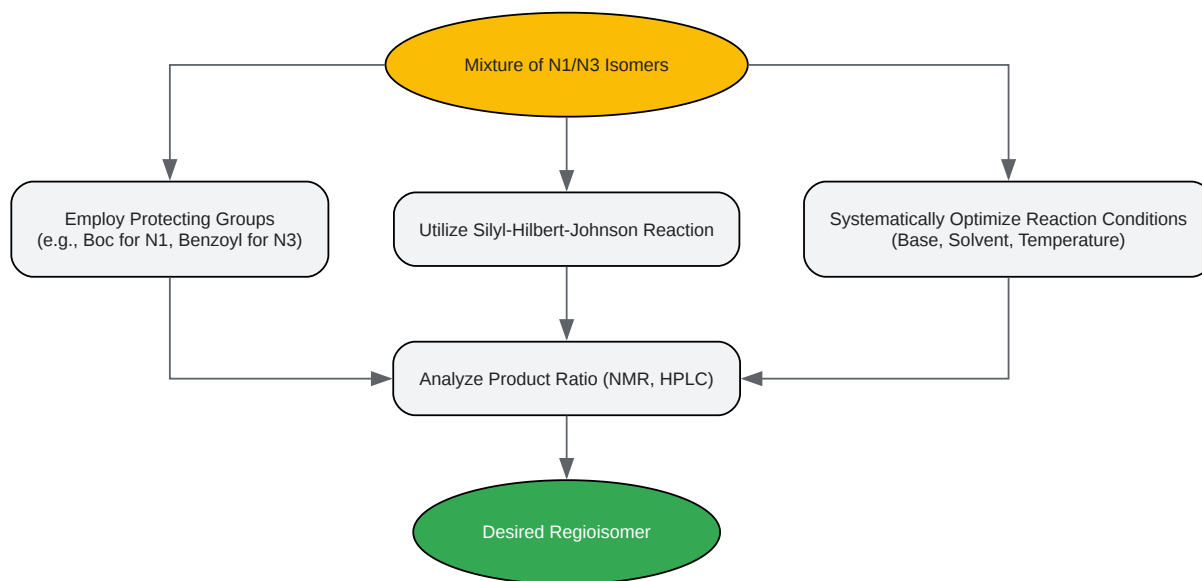 Mixture of N1/N3 Isomers
Employ Protecting Groups
(e.g., Boc for N1, Benzoyl for N3)
Utilize Silyl-Hilbert-Johnson Reaction
Systematically Optimize Reaction Conditions
(Base, Solvent, Temperature)
Analyze Product Ratio (NMR, HPLC)
Desired Regioisomer